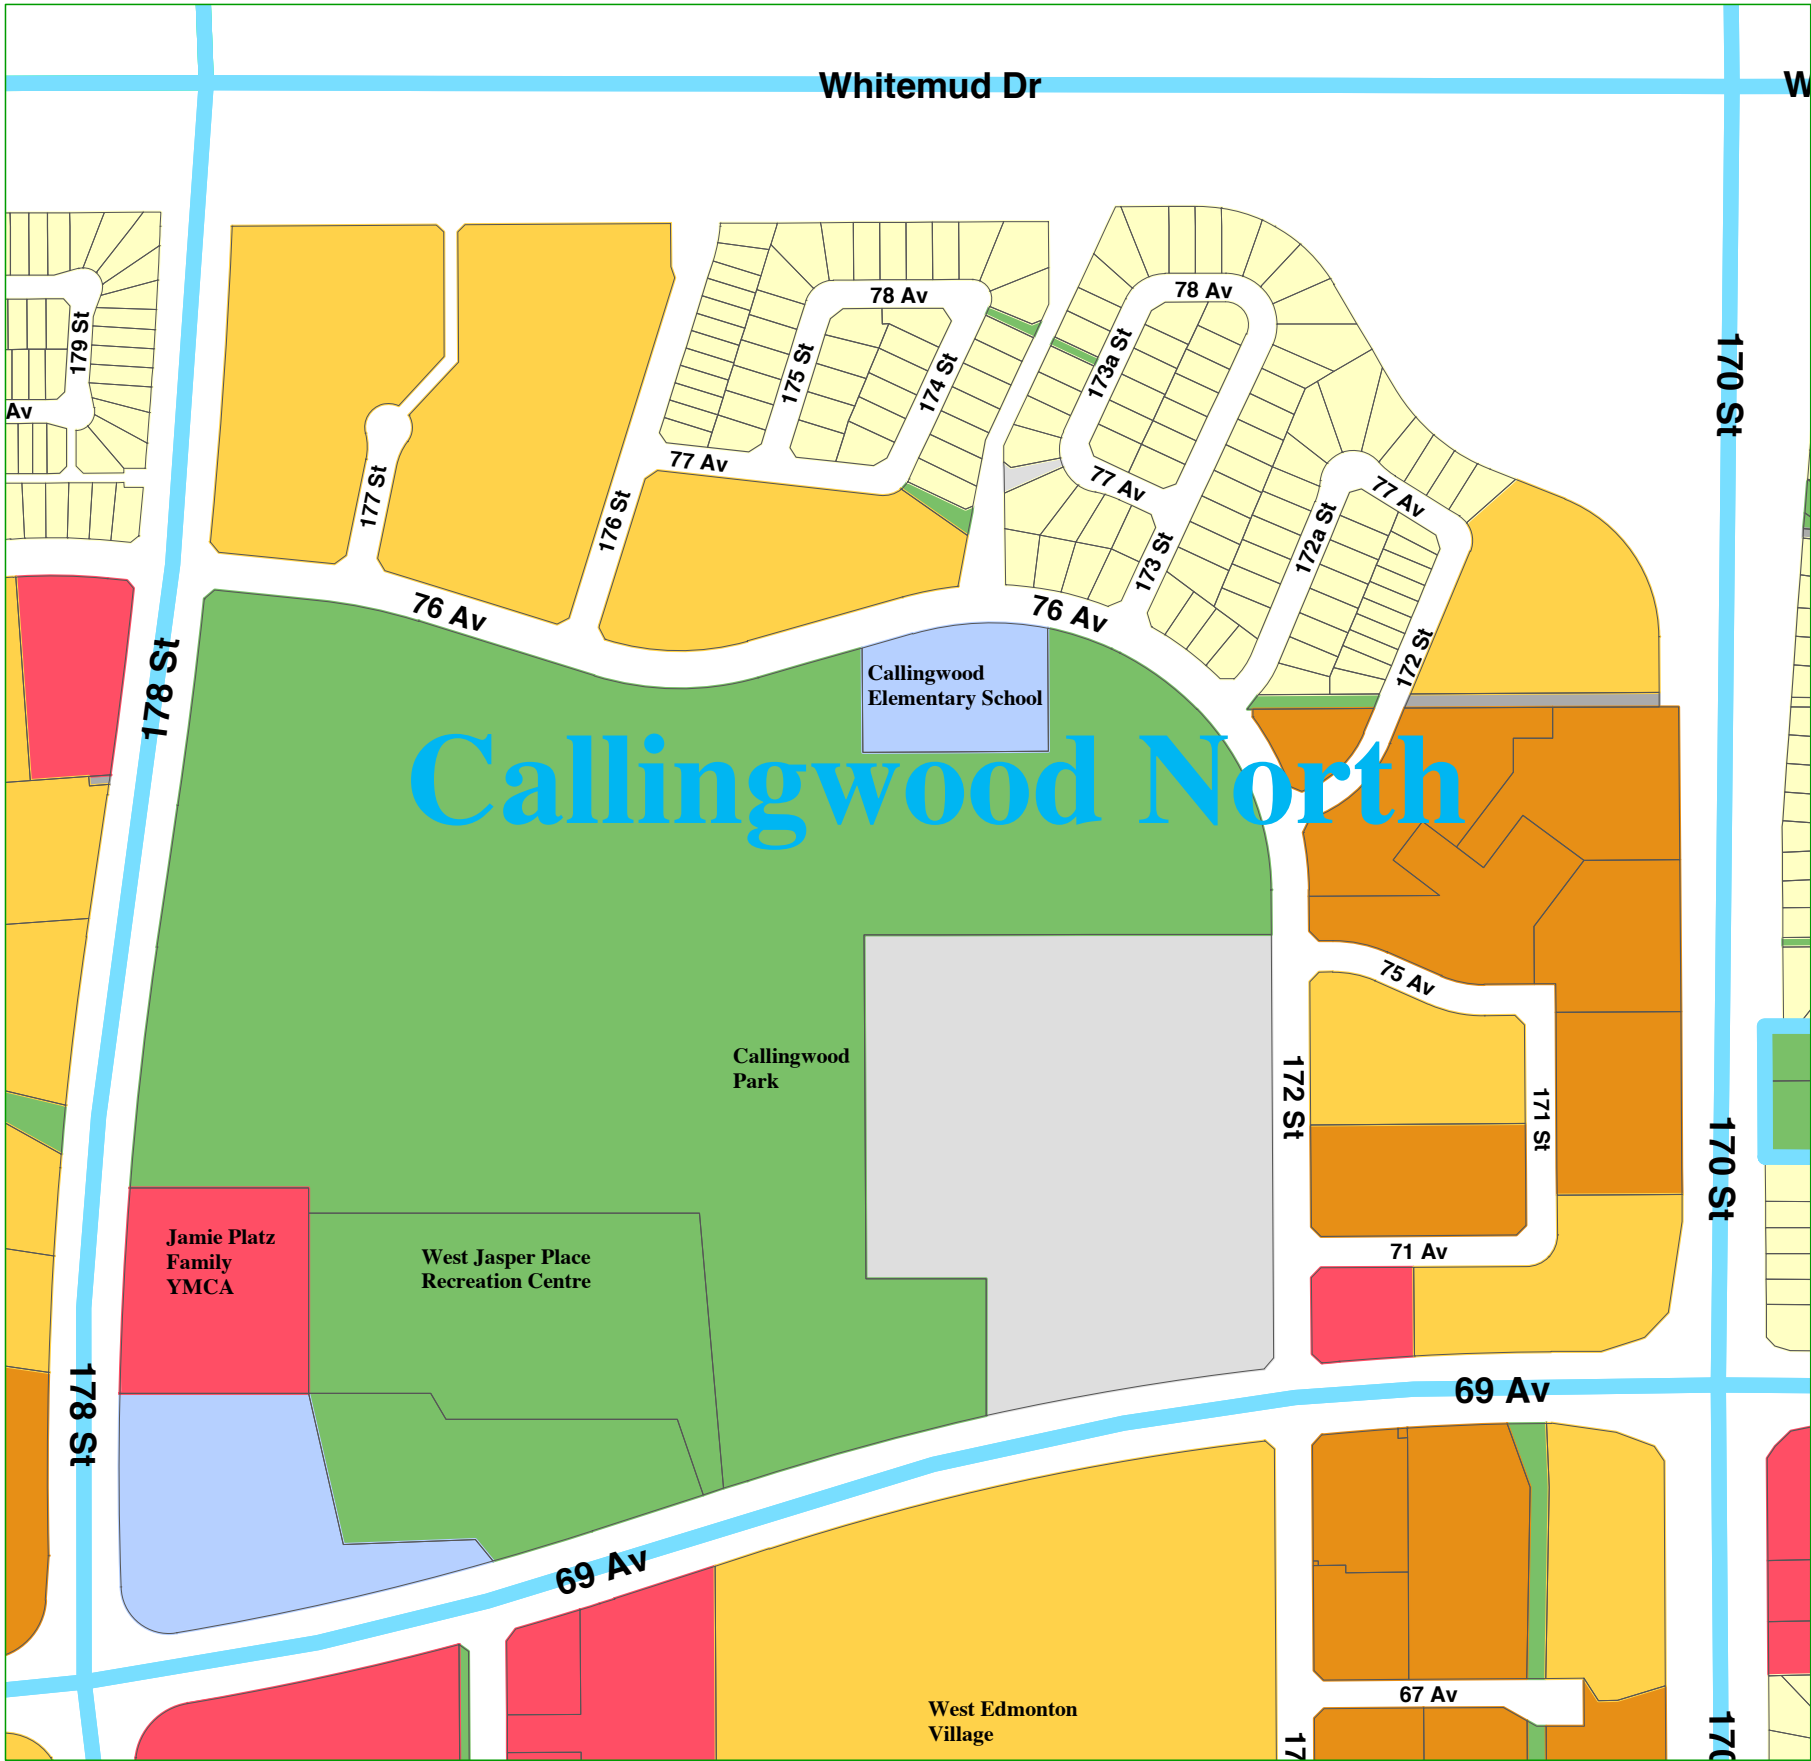 Whitemud Dr
W
78 Av
78 Av
179 St
173a St
170 St
175 St
174 St
Av
77 Av
77 Av
77 Av
177 St
176 St
172a St
173 St
76 Av
76 Av
172 St
178 St
Callingwood
Elementary School
Callingwood North
75 Av
Callingwood
Park
172 St
171 St
170 St
Jamie Platz
Family
YMCA
West Jasper Place
Recreation Centre
71 Av
178 St
69 Av
69 Av
67 Av
West Edmonton
Village
17
170